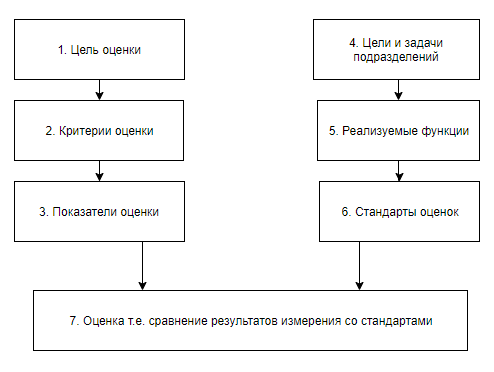 1. Цель оценки
2. Критерии оценки
3. Показатели оценки
4. Цели и задачи
подразделений
5. Реализуемые функции
6. Стандарты оценок
7. Оценка т.е. сравнение результатов измерения со стандартами